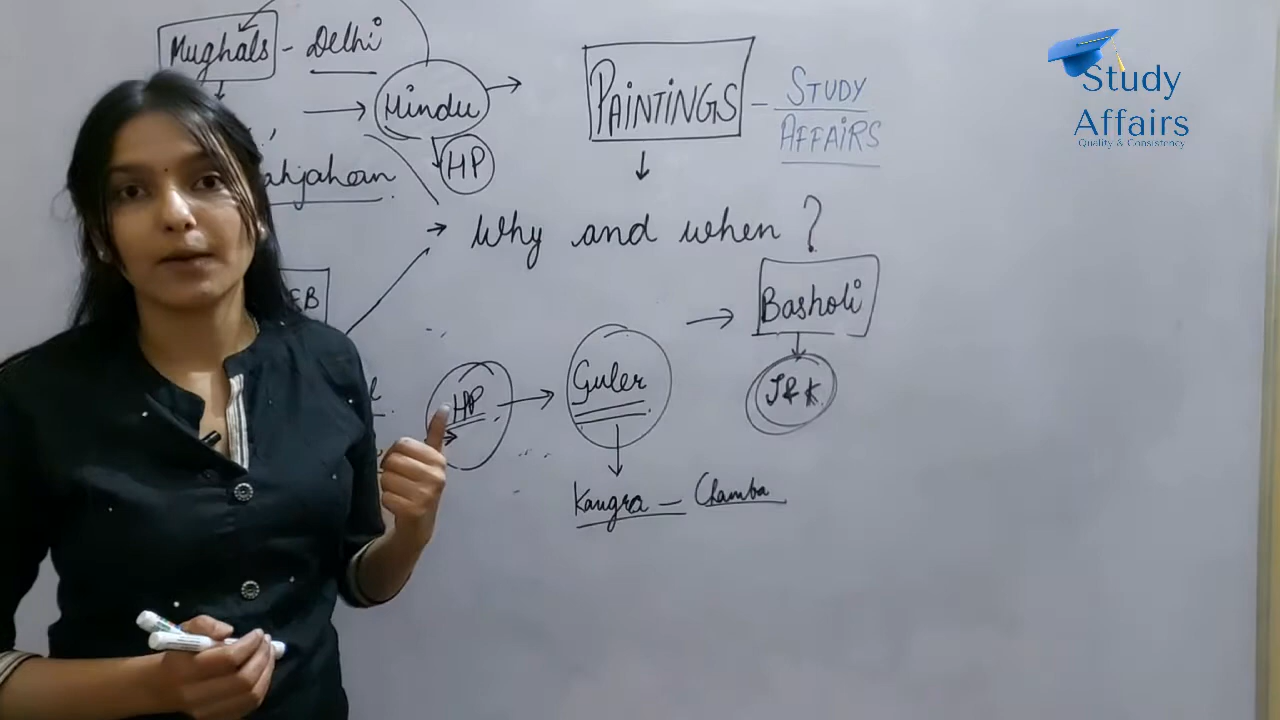 Mughals - Delhi
Hindu
HP
PAINTINGS - STUDY
AFFAIRS
Study
Affairs
Quality & Consistency
ahjahan
Why and when ?
EB
Basholi
J & K.
HP
Guler
Kangra - Chamba